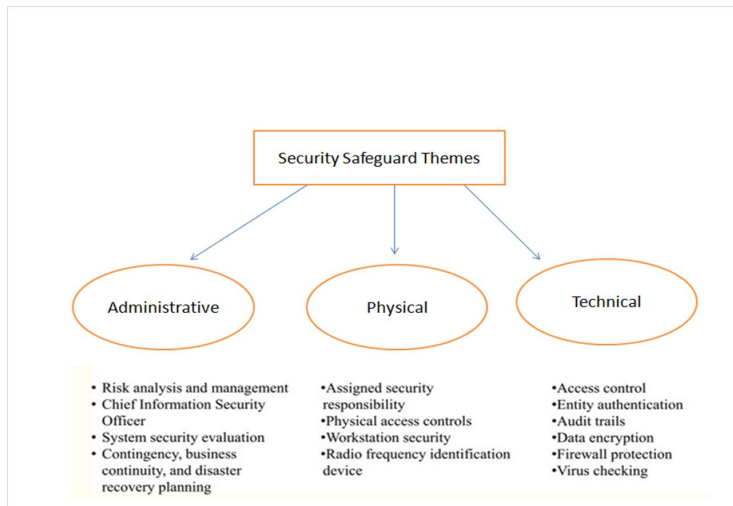 Security Safeguard Themes
Administrative
Physical
Technical
• Risk analysis and management
• Chief Information Security
Officer
• System security evaluation
• Contingency, business
continuity, and disaster
recovery planning
•Assigned security
responsibility
•Physical access controls
•Workstation security
•Radio frequency identification
device
•Access control
•Entity authentication
•Audit trails
•Data encryption
•Firewall protection
•Virus checking